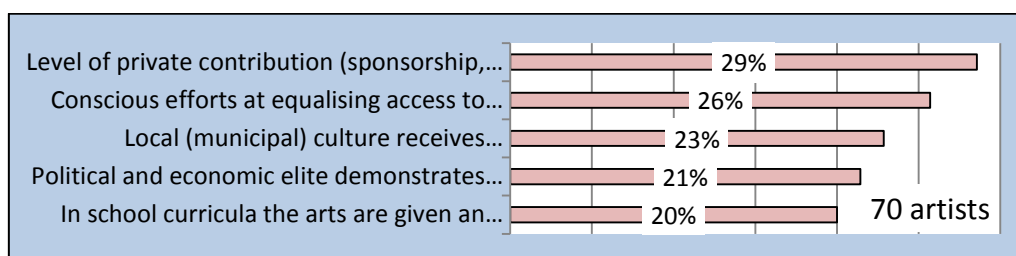 Level of private contribution (sponsorship,... 29%
Conscious efforts at equalising access to... 26%
Local (municipal) culture receives... 23%
Political and economic elite demonstrates... 21%
In school curricula the arts are given an... 20%
70 artists